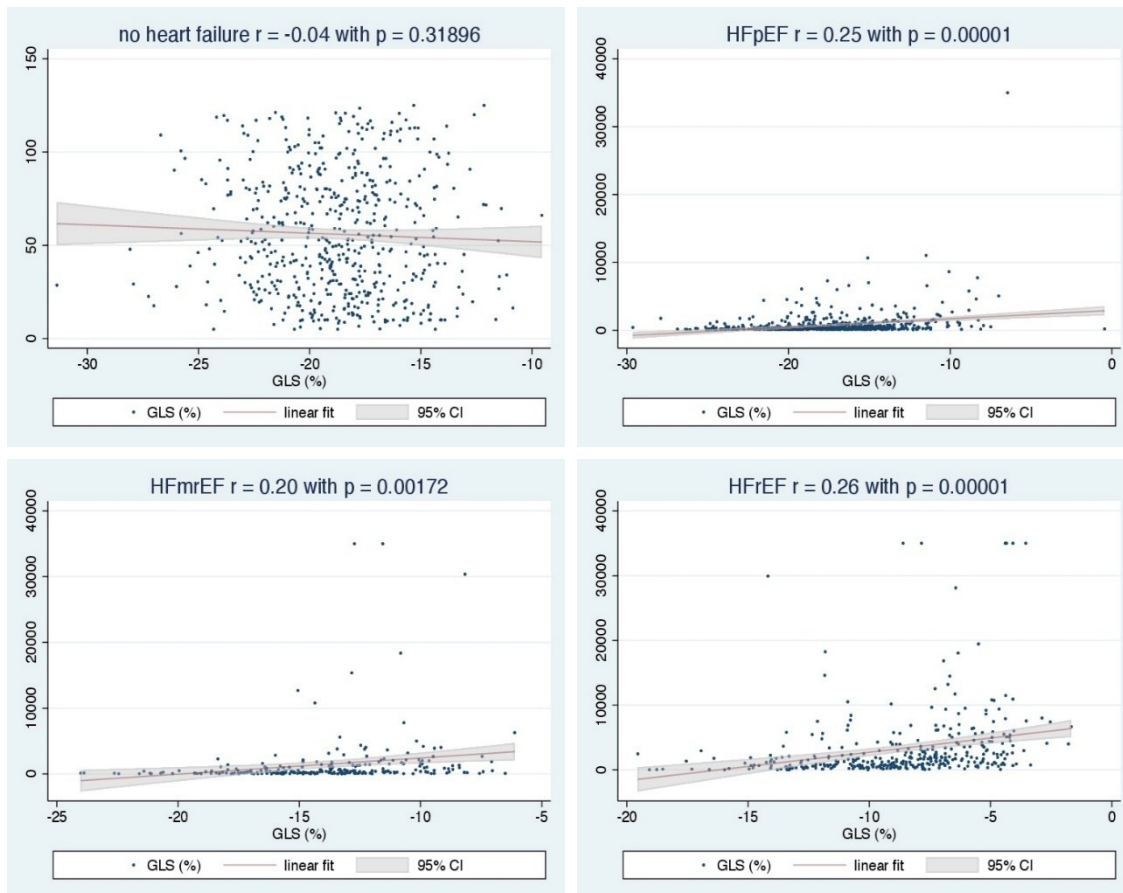 no heart failure r = -0.04 with p = 0.31896
150
100
50
0
-30 -25 -20 -15 -10
GLS (%)
GLS (%) linear fit 95% CI
HFpEF r = 0.25 with p = 0.00001
40000
30000
20000
10000
0
-30 -20 -10 0
GLS (%)
GLS (%) linear fit 95% CI
HFmrEF r = 0.20 with p = 0.00172
40000
30000
20000
10000
0
-25 -20 -15 -10 -5
GLS (%)
GLS (%) linear fit 95% CI
HFrEF r = 0.26 with p = 0.00001
40000
30000
20000
10000
0
-20 -15 -10 -5 0
GLS (%)
GLS (%) linear fit 95% CI